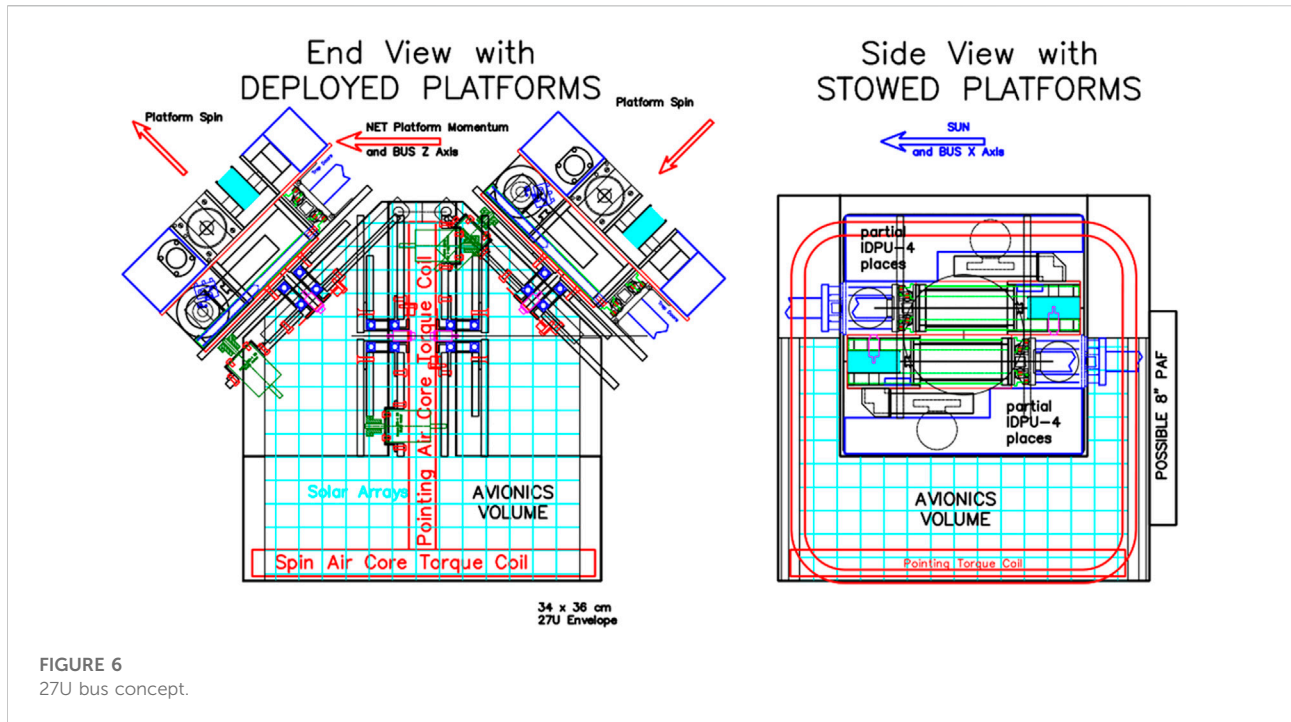 End View with
DEPLOYED PLATFORMS
Platform Spin
NET Platform Momentum
and BUS Z Axis
Platform Spin
Pointing Air Core Torque Coil
Solar Arrays
AVIONICS
VOLUME
Spin Air Core Torque Coil
34 x 36 cm
27U Envelope
Side View with
STOWED PLATFORMS
SUN
and BUS X Axis
partial
IDPU-4
places
partial
IDPU-4
places
AVIONICS
VOLUME
Pointing Torque Coil
POSSIBLE 8" PAF
FIGURE 6
27U bus concept.